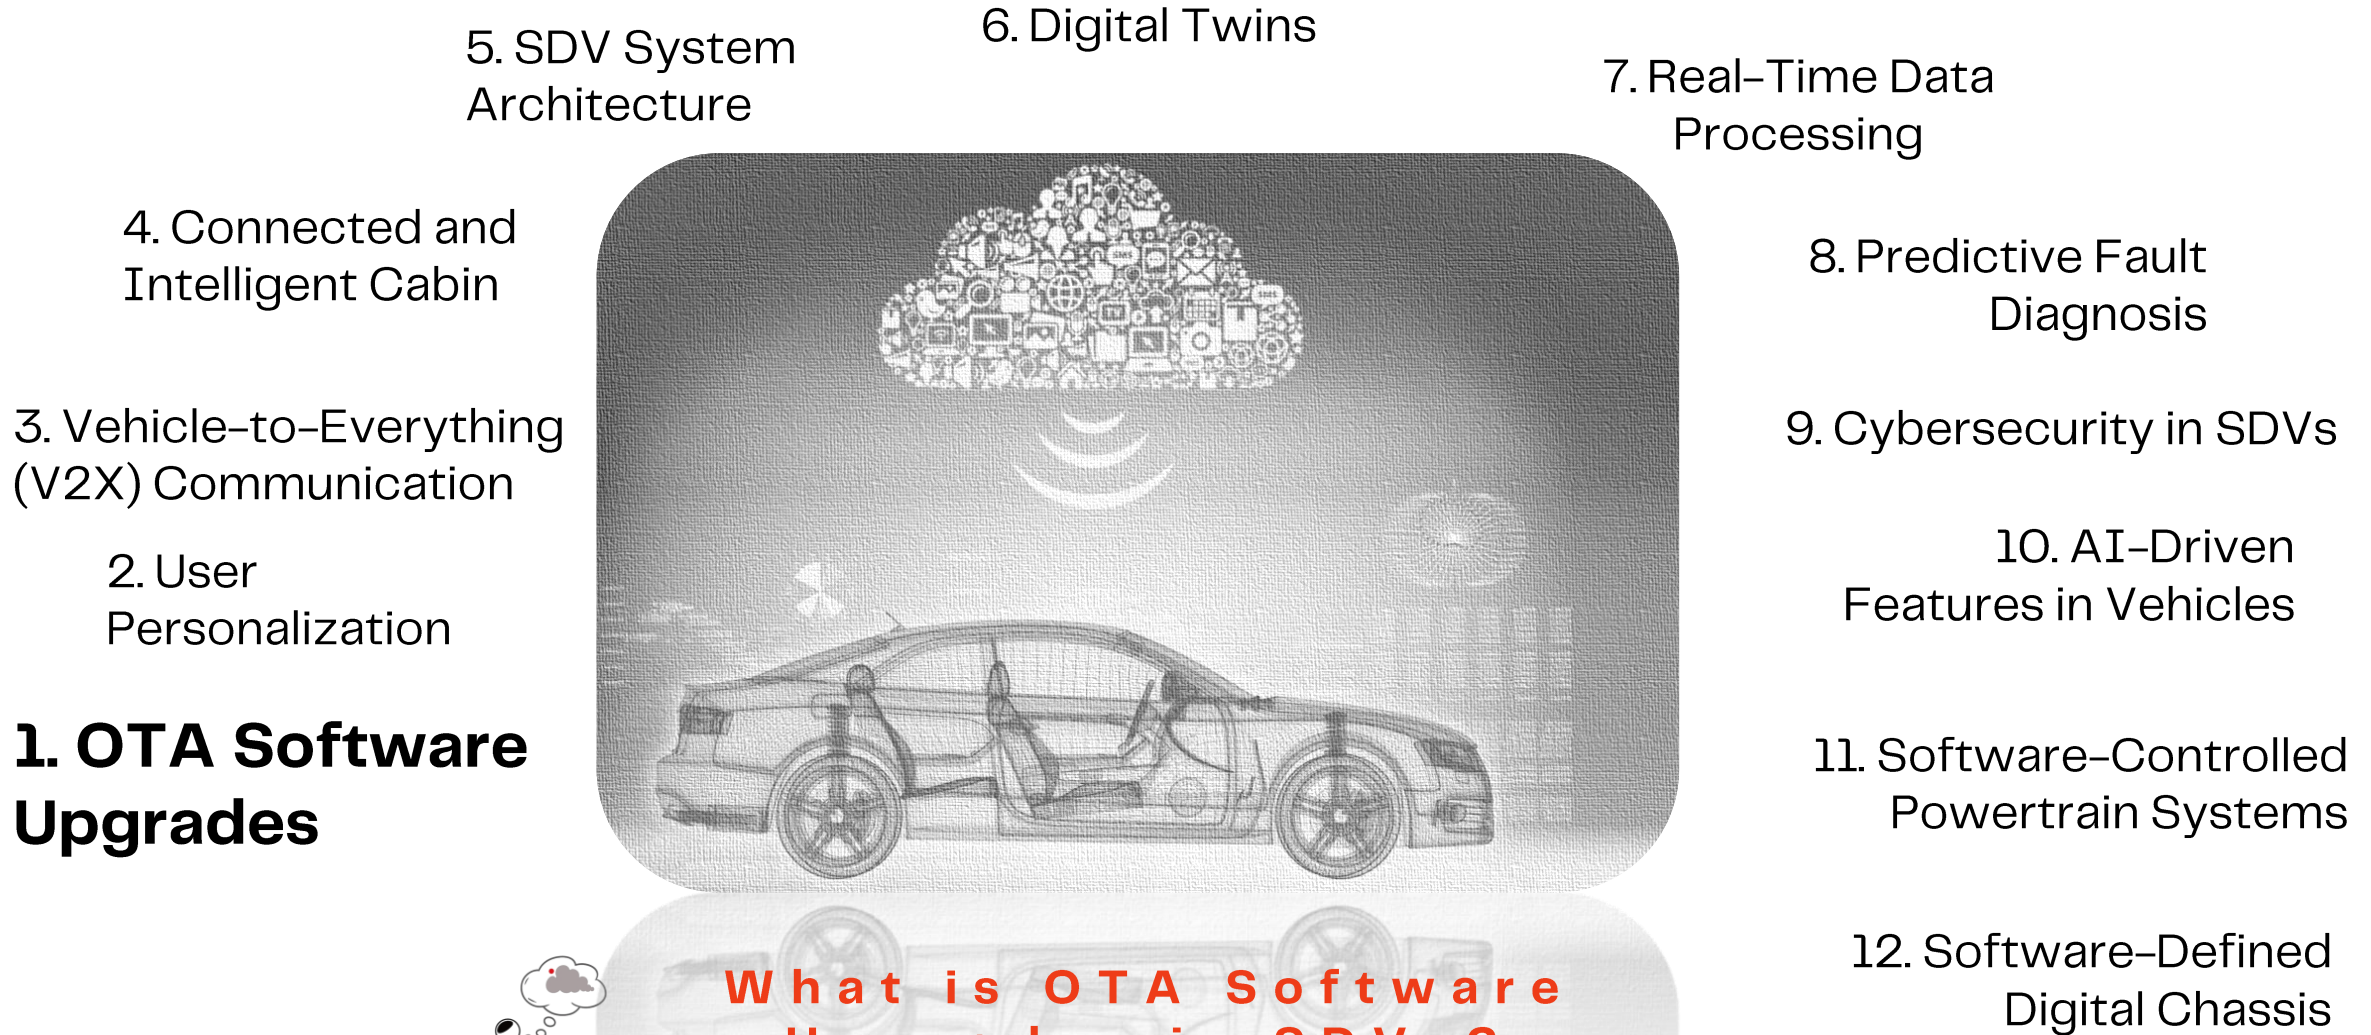 6. Digital Twins
5. SDV System
Architecture
7. Real-Time Data
Processing
4. Connected and
Intelligent Cabin
8. Predictive Fault
Diagnosis
3. Vehicle-to-Everything
(V2X) Communication
9. Cybersecurity in SDVs
2. User
Personalization
10. AI-Driven
Features in Vehicles
1. OTA Software
Upgrades
11. Software-Controlled
Powertrain Systems
12. Software-Defined
Digital Chassis
What is OTA Software